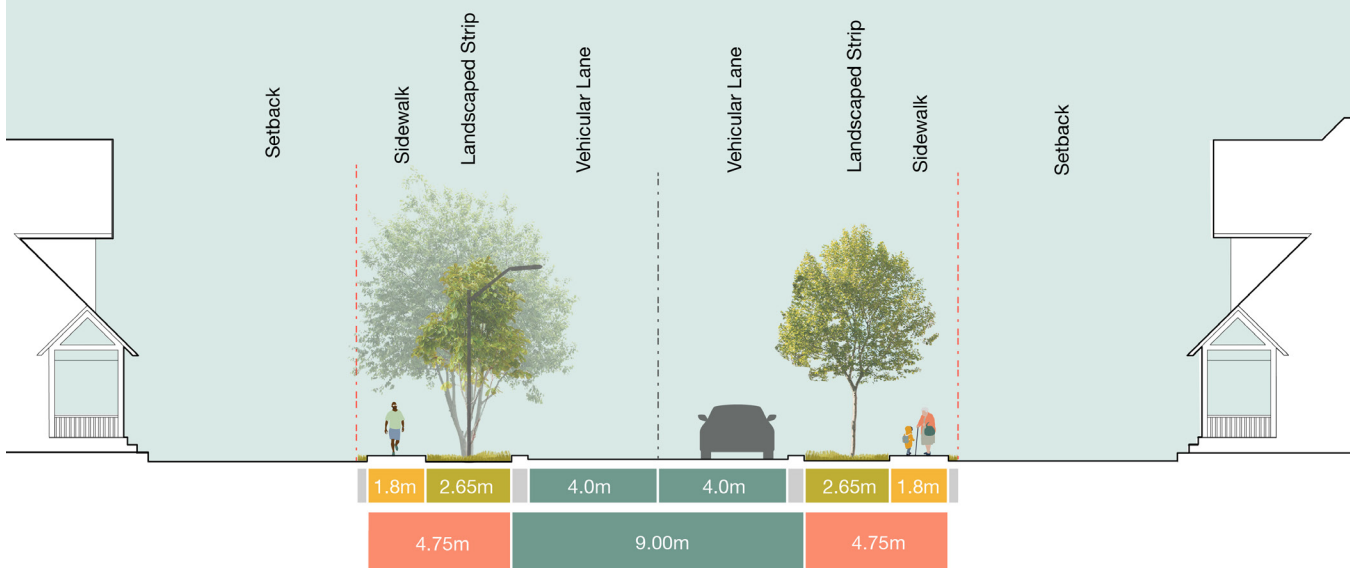 Setback
Sidewalk
Landscaped Strip
Vehicular Lane
Vehicular Lane
Landscaped Strip
Sidewalk
Setback
1.8m
2.65m
4.0m
4.0m
2.65m
1.8m
4.75m
9.00m
4.75m